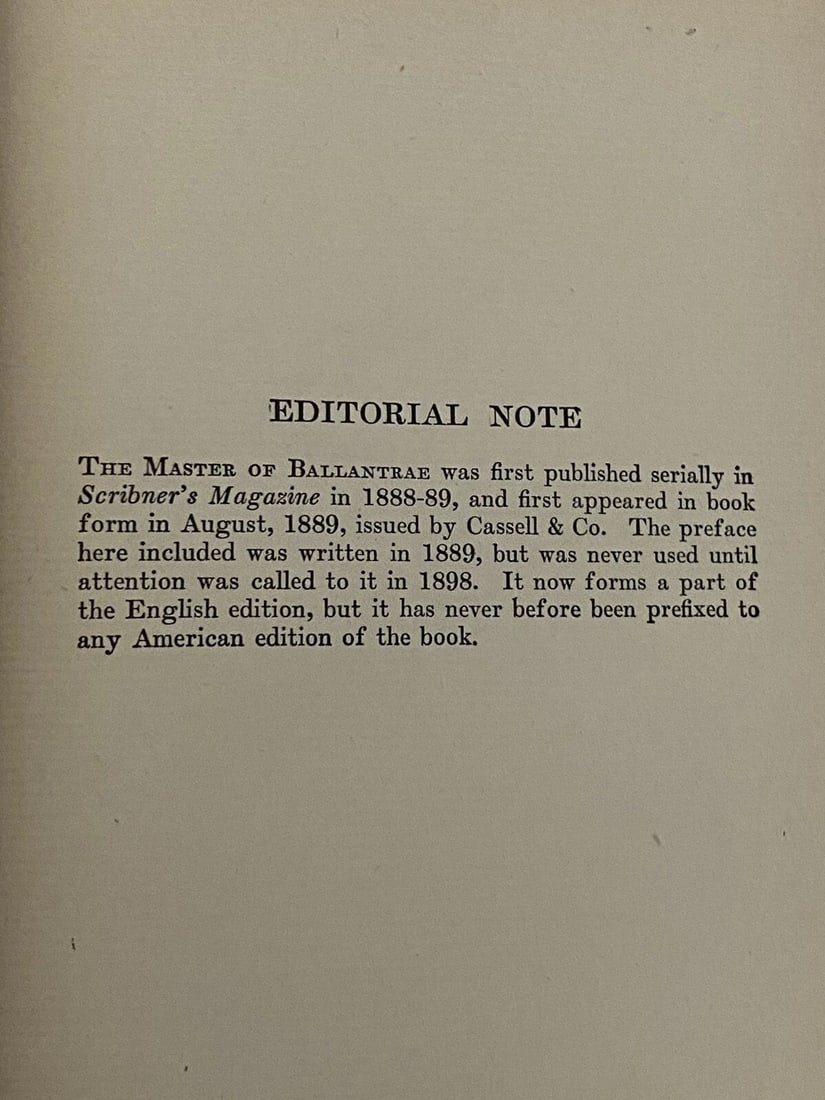 EDITORIAL NOTE
THE MASTER OF BALLANTRAE was first published serially in
Scribner's Magazine in 1888-89, and first appeared in book
form in August, 1889, issued by Cassell & Co. The preface
here included was written in 1889, but was never used until
attention was called to it in 1898. It now forms a part of
the English edition, but it has never before been prefixed to
any American edition of the book.